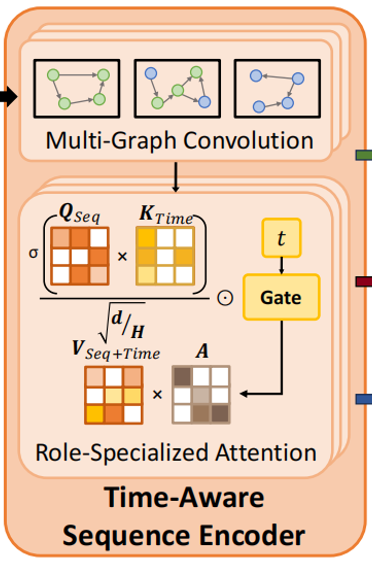 Multi-Graph Convolution
Q_Seq K_Time
σ × t
⊙ Gate
√d/H
V_Seq+Time A
×
Role-Specialized Attention
Time-Aware
Sequence Encoder